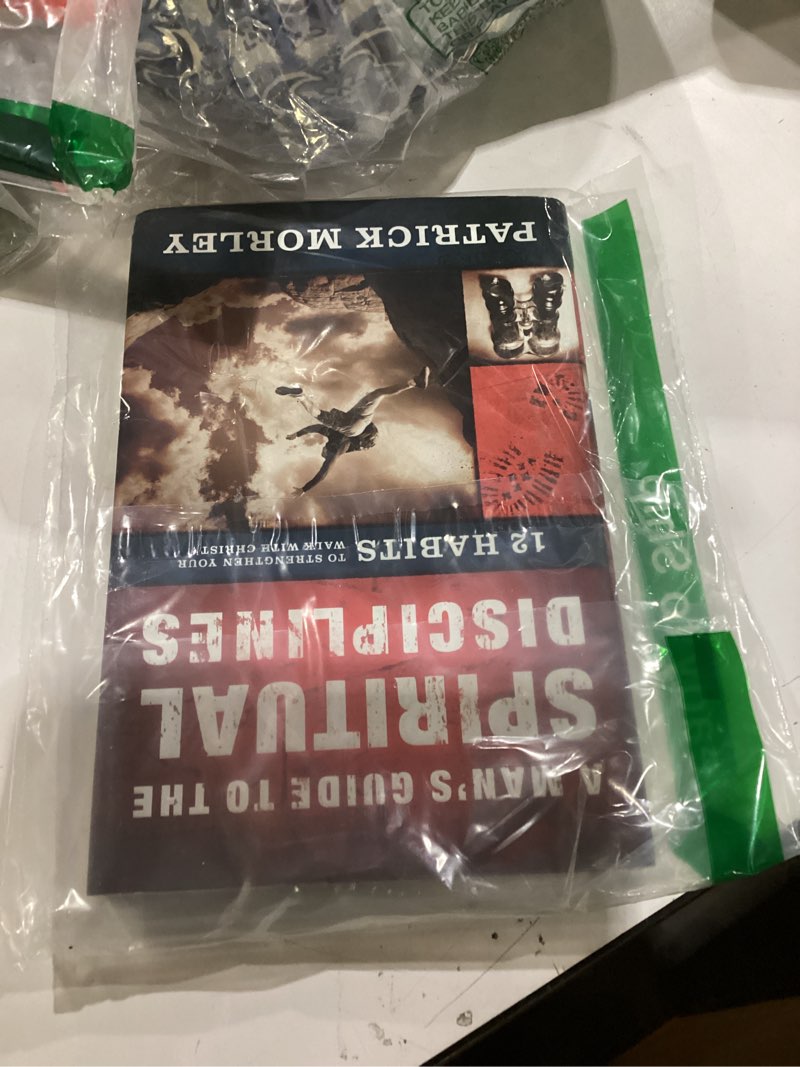 A MAN'S GUIDE TO THE
SPIRITUAL
DISCIPLINES
12 HABITS
TO STRENGTHEN YOUR
WALK WITH CHRIST
PATRICK MORLEY